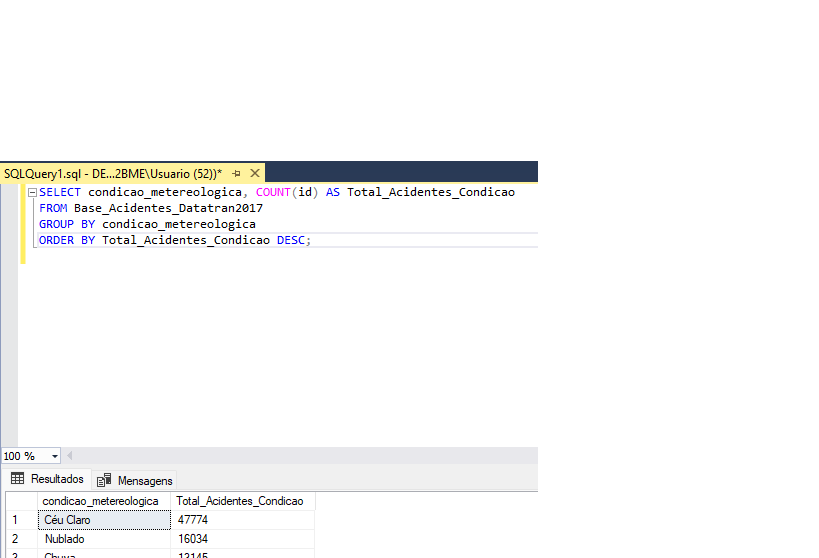 SQLQuery1.sql - DE...2BME\Usuario (52))*
SELECT condicao_metereologica, COUNT(id) AS Total_Acidentes_Condicao
FROM Base_Acidentes_Datatran2017
GROUP BY condicao_metereologica
ORDER BY Total_Acidentes_Condicao DESC;
100 %
Resultados Mensagens
condicao_metereologica Total_Acidentes_Condicao
1 Céu Claro 47774
2 Nublado 16034
3 Chuva 13145